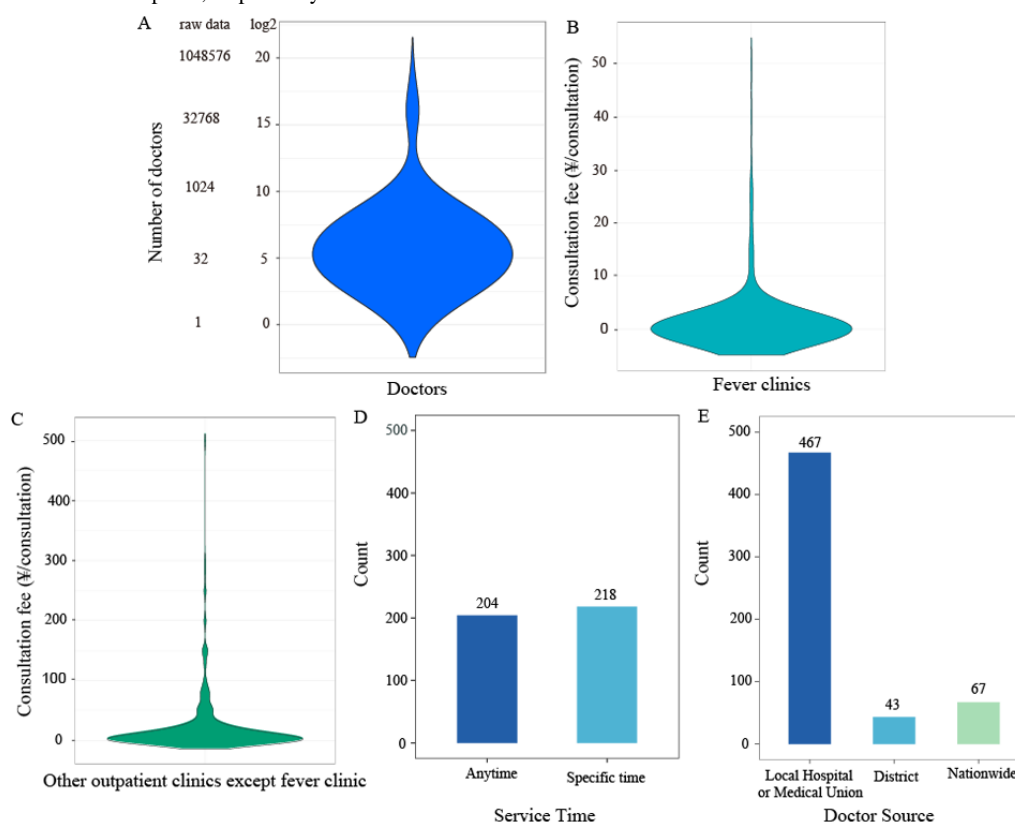 A
raw data
log2
1048576
32768
1024
32
1
20
15
10
5
0
Number of doctors
Doctors
B
50
40
30
20
10
0
Consultation fee (¥/consultation)
Fever clinics
C
500
400
300
200
100
0
Consultation fee (¥/consultation)
Other outpatient clinics except fever clinic
D
500
400
300
200
100
0
Count
204
218
Anytime
Specific time
Service Time
E
500
400
300
200
100
0
Count
467
43
67
Local Hospital
or Medical Union
District
Nationwide
Doctor Source